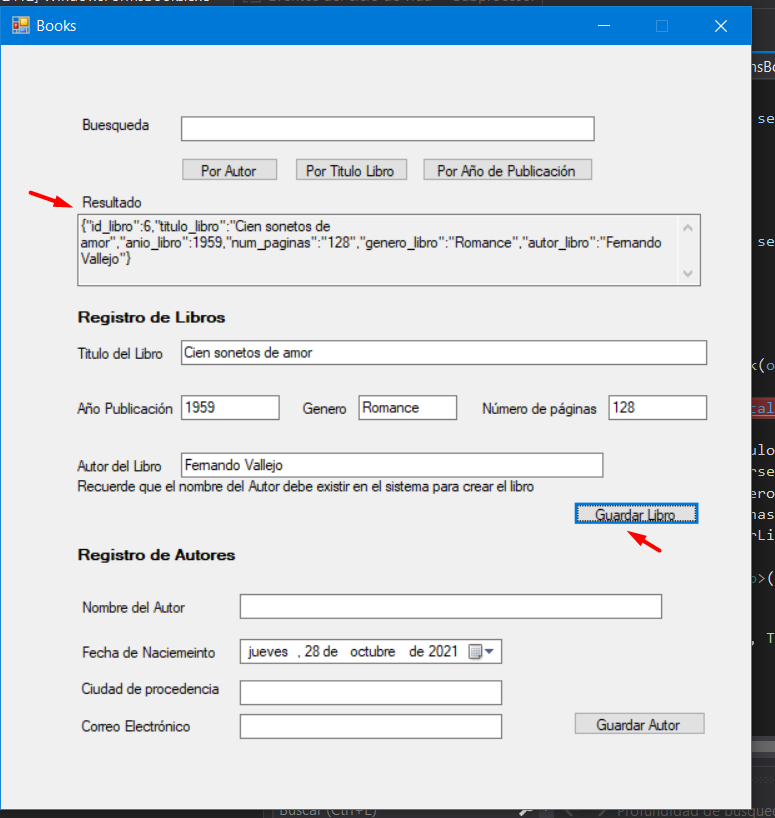 Books
Buesqueda
Por Autor
Por Titulo Libro
Por Año de Publicación
Resultado
{"id_libro":6,"titulo_libro":"Cien sonetos de
amor","anio_libro":1959,"num_paginas":"128","genero_libro":"Romance","autor_libro":"Fernando
Vallejo"}
Registro de Libros
Titulo del Libro
Cien sonetos de amor
Año Publicación
1959
Genero
Romance
Número de páginas
128
Autor del Libro
Fernando Vallejo
Recuerde que el nombre del Autor debe existir en el sistema para crear el libro
Guardar Libro
Registro de Autores
Nombre del Autor
Fecha de Naciemeinto
jueves , 28 de octubre de 2021
Ciudad de procedencia
Correo Electrónico
Guardar Autor
Buscar (Ctrl+E)